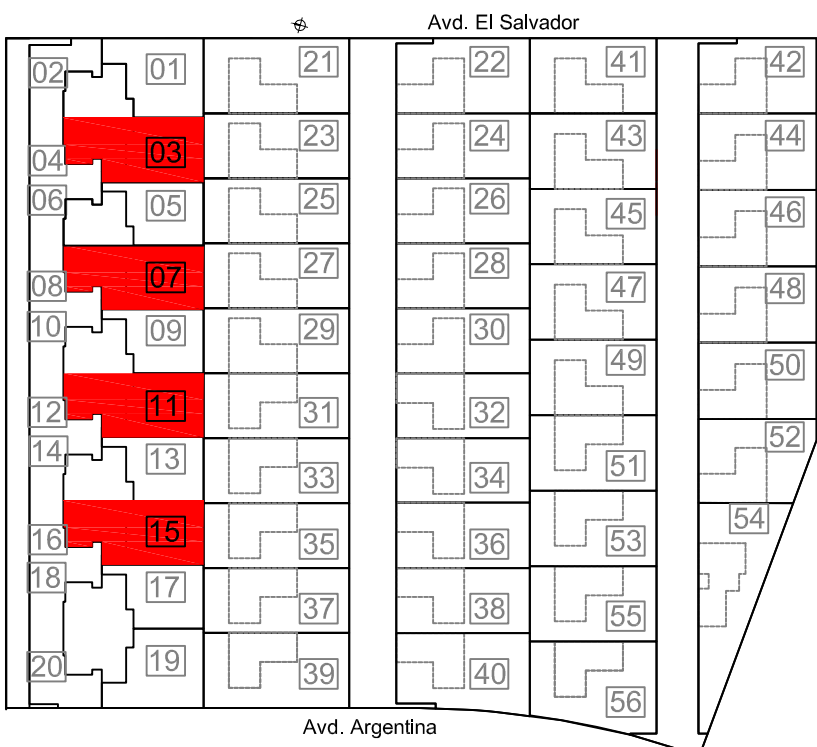 Avd. El Salvador
02 01 21 22 41 42
03 23 24 43 44
04
06 05 25 26 45 46
08 07 27 28 47 48
10 09 29 30 49 50
12 11 31 32
14 13 33 34 51 52
16 15 35 36 53 54
18 17 37 38 55
20 19 39 40 56
Avd. Argentina